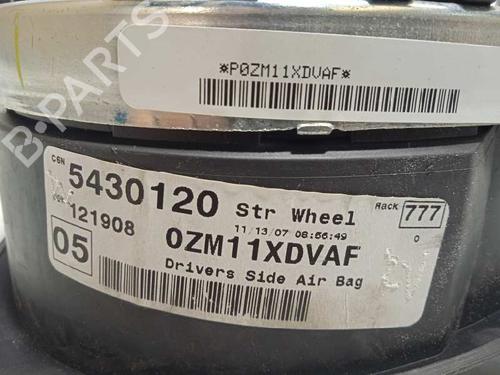 *P0ZM11XDVAF*
B-PARTS
CSN
5430120 Str Wheel
Rack 777
121908
11/13/07 08:56:49
0
05
0ZM11XDVAF
Drivers Side Air Bag